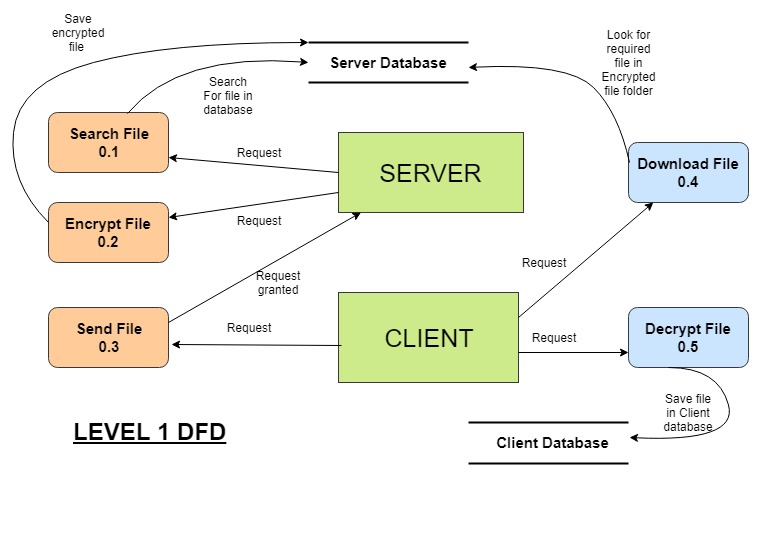 Save
encrypted
file
Server Database
Look for
required
file in
Encrypted
file folder
Search
For file in
database
Search File
0.1
Request
SERVER
Download File
0.4
Encrypt File
0.2
Request
Request
granted
Request
Send File
0.3
Request
CLIENT
Request
Decrypt File
0.5
Save file
in Client
database
LEVEL 1 DFD
Client Database